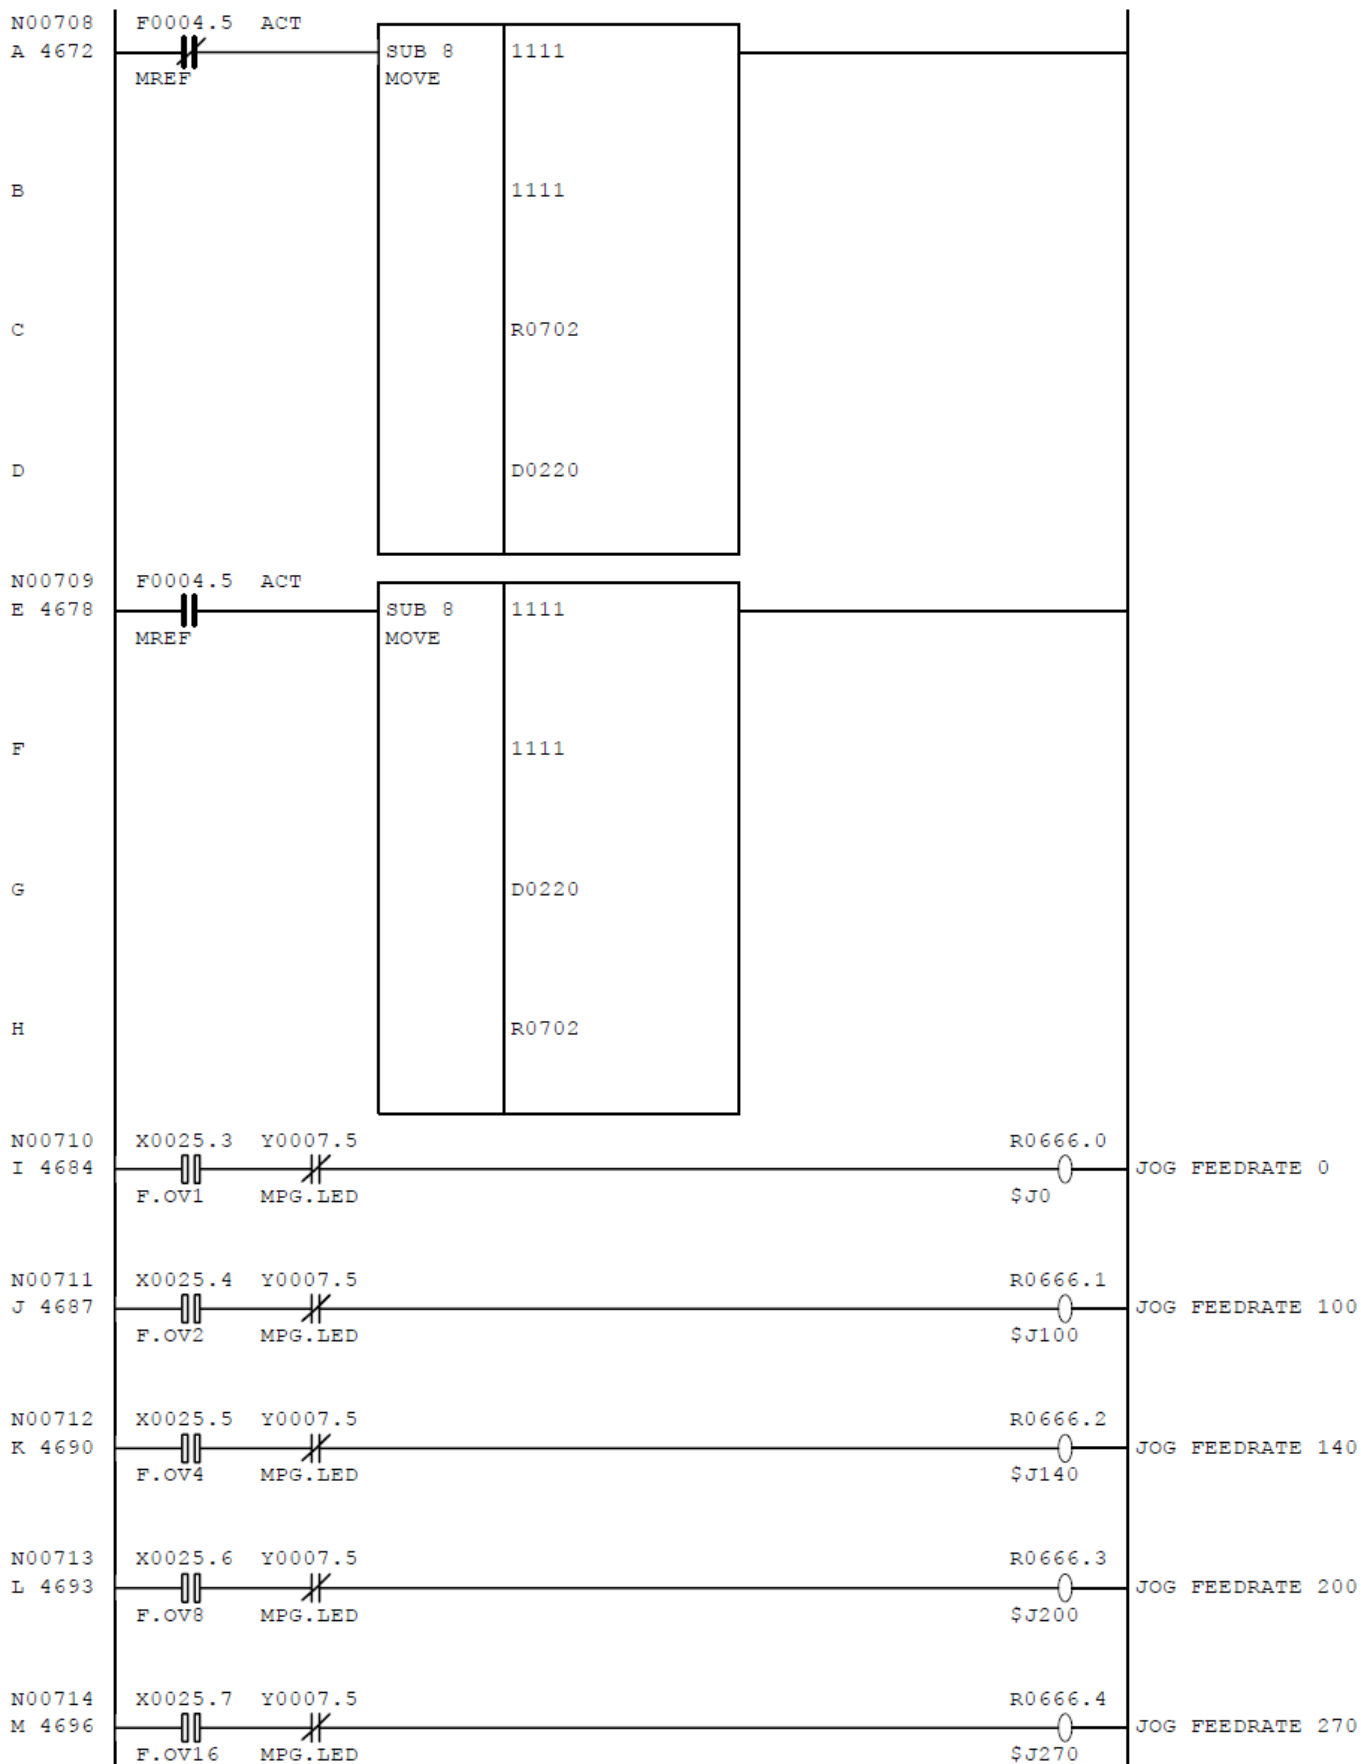 N00708 F0004.5 ACT
A 4672 SUB 8 1111
MREF MOVE
B 1111
C R0702
D D0220
N00709 F0004.5 ACT
E 4678 SUB 8 1111
MREF MOVE
F 1111
G D0220
H R0702
N00710 X0025.3 Y0007.5 R0666.0
I 4684 JOG FEEDRATE 0
F.OV1 MPG.LED $J0
N00711 X0025.4 Y0007.5 R0666.1
J 4687 JOG FEEDRATE 100
F.OV2 MPG.LED $J100
N00712 X0025.5 Y0007.5 R0666.2
K 4690 JOG FEEDRATE 140
F.OV4 MPG.LED $J140
N00713 X0025.6 Y0007.5 R0666.3
L 4693 JOG FEEDRATE 200
F.OV8 MPG.LED $J200
N00714 X0025.7 Y0007.5 R0666.4
M 4696 JOG FEEDRATE 270
F.OV16 MPG.LED $J270